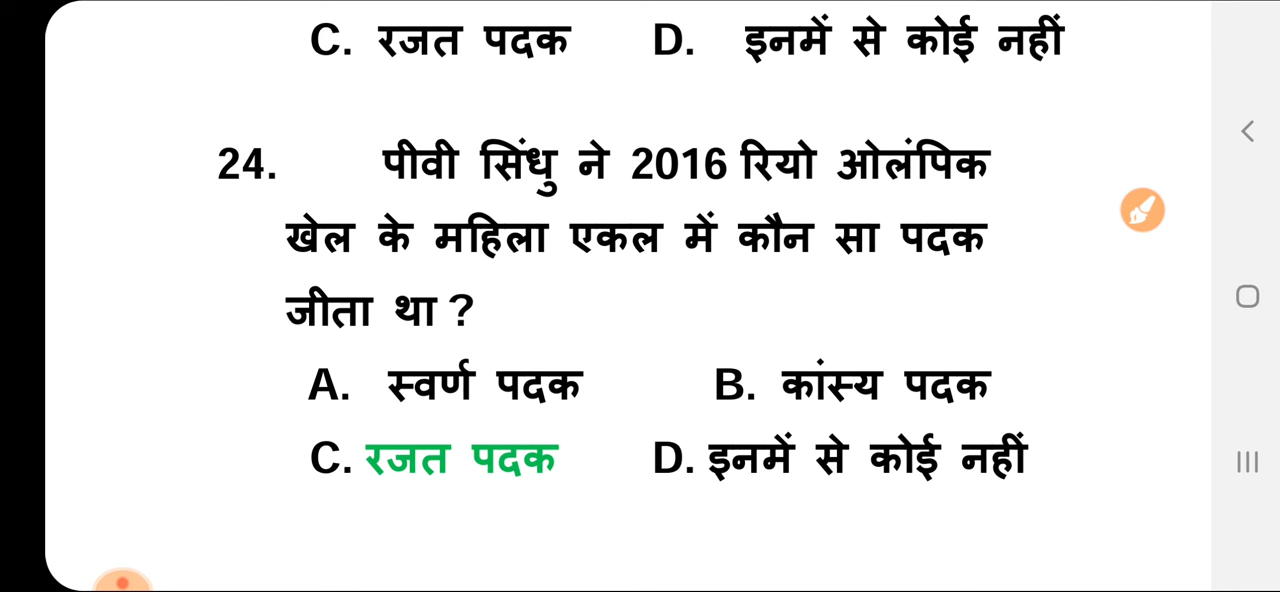 C. रजत पदक D. इनमें से कोई नहीं
24. पीवी सिंधु ने 2016 रियो ओलंपिक
खेल के महिला एकल में कौन सा पदक
जीता था ?
A. स्वर्ण पदक B. कांस्य पदक
C. रजत पदक D. इनमें से कोई नहीं